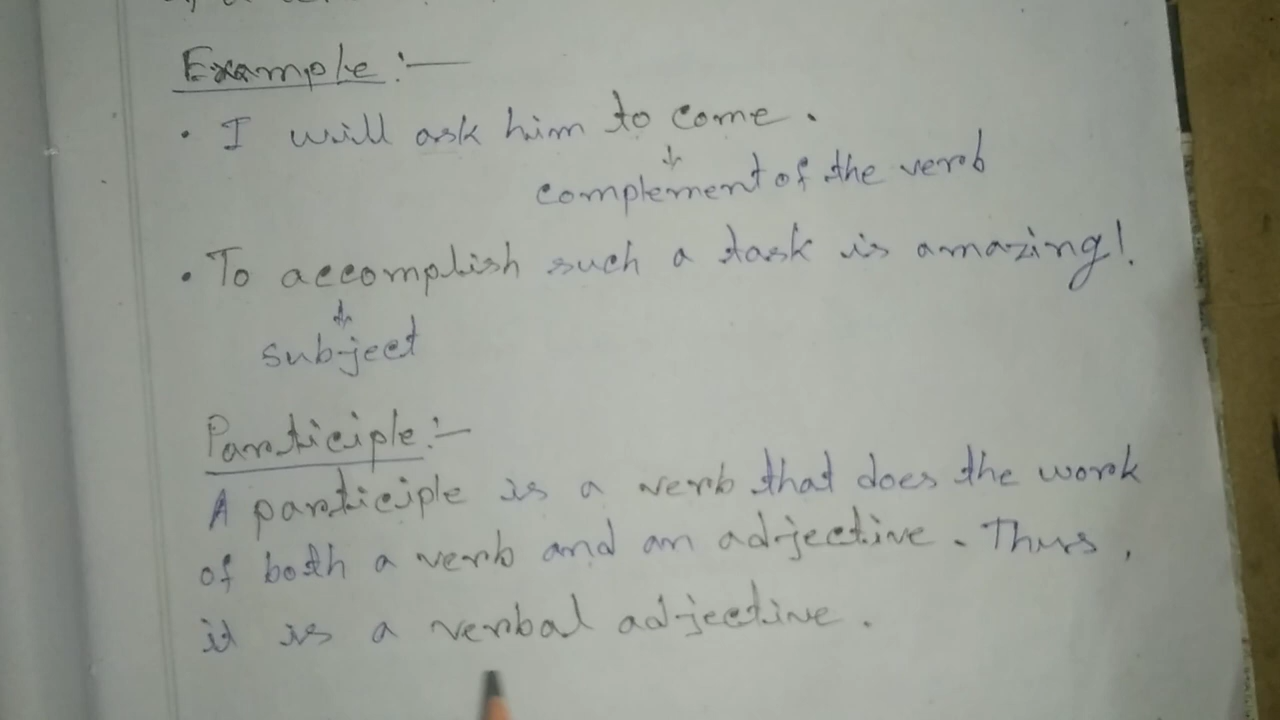 Example :—
• I will ask him to come.
complement of the verb
• To accomplish such a task is amazing!
subject
Participle :—
A participle is a verb that does the work
of both a verb and an adjective. Thus,
it is a verbal adjective.